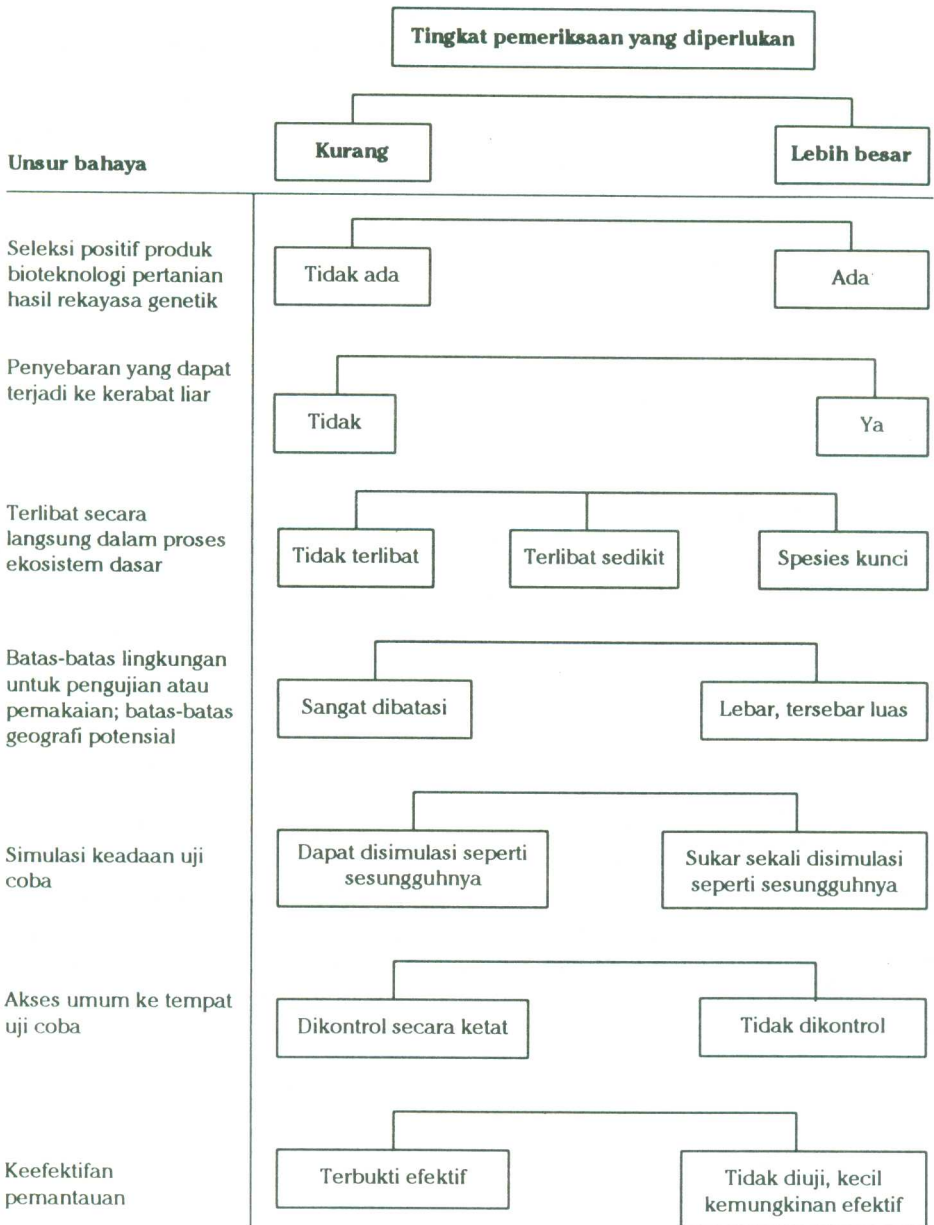 Tingkat pemeriksaan yang diperlukan
Unsur bahaya
Kurang
Lebih besar
Seleksi positif produk
bioteknologi pertanian
hasil rekayasa genetik
Tidak ada
Ada
Penyebaran yang dapat
terjadi ke kerabat liar
Tidak
Ya
Terlibat secara
langsung dalam proses
ekosistem dasar
Tidak terlibat
Terlibat sedikit
Spesies kunci
Batas-batas lingkungan
untuk pengujian atau
pemakaian; batas-batas
geografi potensial
Sangat dibatasi
Lebar, tersebar luas
Simulasi keadaan uji
coba
Dapat disimulasi seperti
sesungguhnya
Sukar sekali disimulasi
seperti sesungguhnya
Akses umum ke tempat
uji coba
Dikontrol secara ketat
Tidak dikontrol
Keefektifan
pemantauan
Terbukti efektif
Tidak diuji, kecil
kemungkinan efektif